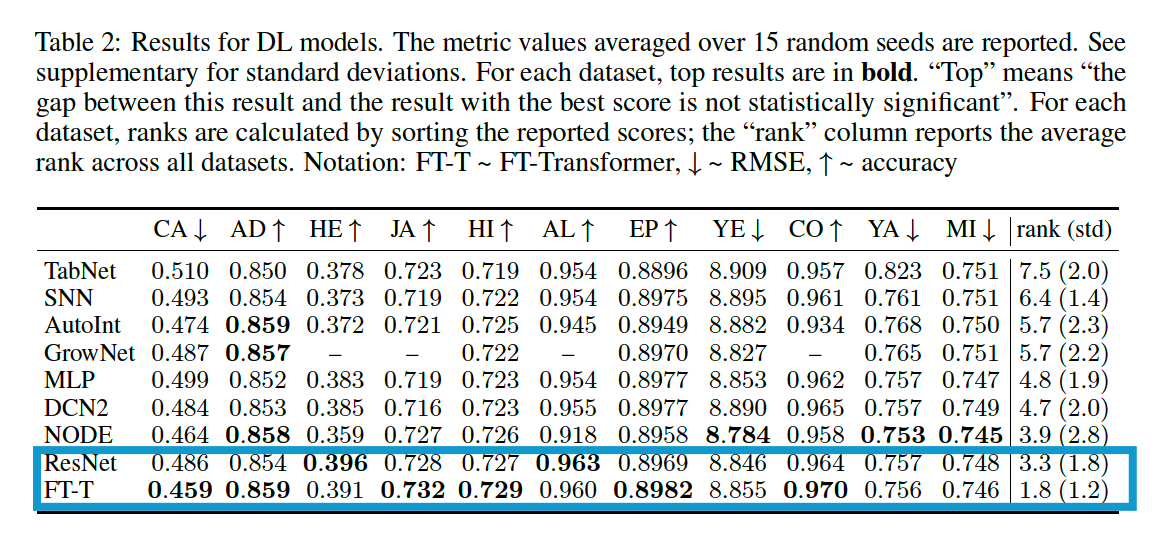 Table 2: Results for DL models. The metric values averaged over 15 random seeds are reported. See
supplementary for standard deviations. For each dataset, top results are in bold. “Top” means “the
gap between this result and the result with the best score is not statistically significant”. For each
dataset, ranks are calculated by sorting the reported scores; the “rank” column reports the average
rank across all datasets. Notation: FT-T ~ FT-Transformer, ↓ ~ RMSE, ↑ ~ accuracy
CA ↓ AD ↑ HE ↑ JA ↑ HI ↑ AL ↑ EP ↑ YE ↓ CO ↑ YA ↓ MI ↓ rank (std)
TabNet 0.510 0.850 0.378 0.723 0.719 0.954 0.8896 8.909 0.957 0.823 0.751 7.5 (2.0)
SNN 0.493 0.854 0.373 0.719 0.722 0.954 0.8975 8.895 0.961 0.761 0.751 6.4 (1.4)
AutoInt 0.474 0.859 0.372 0.721 0.725 0.945 0.8949 8.882 0.934 0.768 0.750 5.7 (2.3)
GrowNet 0.487 0.857 – – 0.722 – 0.8970 8.827 – 0.765 0.751 5.7 (2.2)
MLP 0.499 0.852 0.383 0.719 0.723 0.954 0.8977 8.853 0.962 0.757 0.747 4.8 (1.9)
DCN2 0.484 0.853 0.385 0.716 0.723 0.955 0.8977 8.890 0.965 0.757 0.749 4.7 (2.0)
NODE 0.464 0.858 0.359 0.727 0.726 0.918 0.8958 8.784 0.958 0.753 0.745 3.9 (2.8)
ResNet 0.486 0.854 0.396 0.728 0.727 0.963 0.8969 8.846 0.964 0.757 0.748 3.3 (1.8)
FT-T 0.459 0.859 0.391 0.732 0.729 0.960 0.8982 8.855 0.970 0.756 0.746 1.8 (1.2)